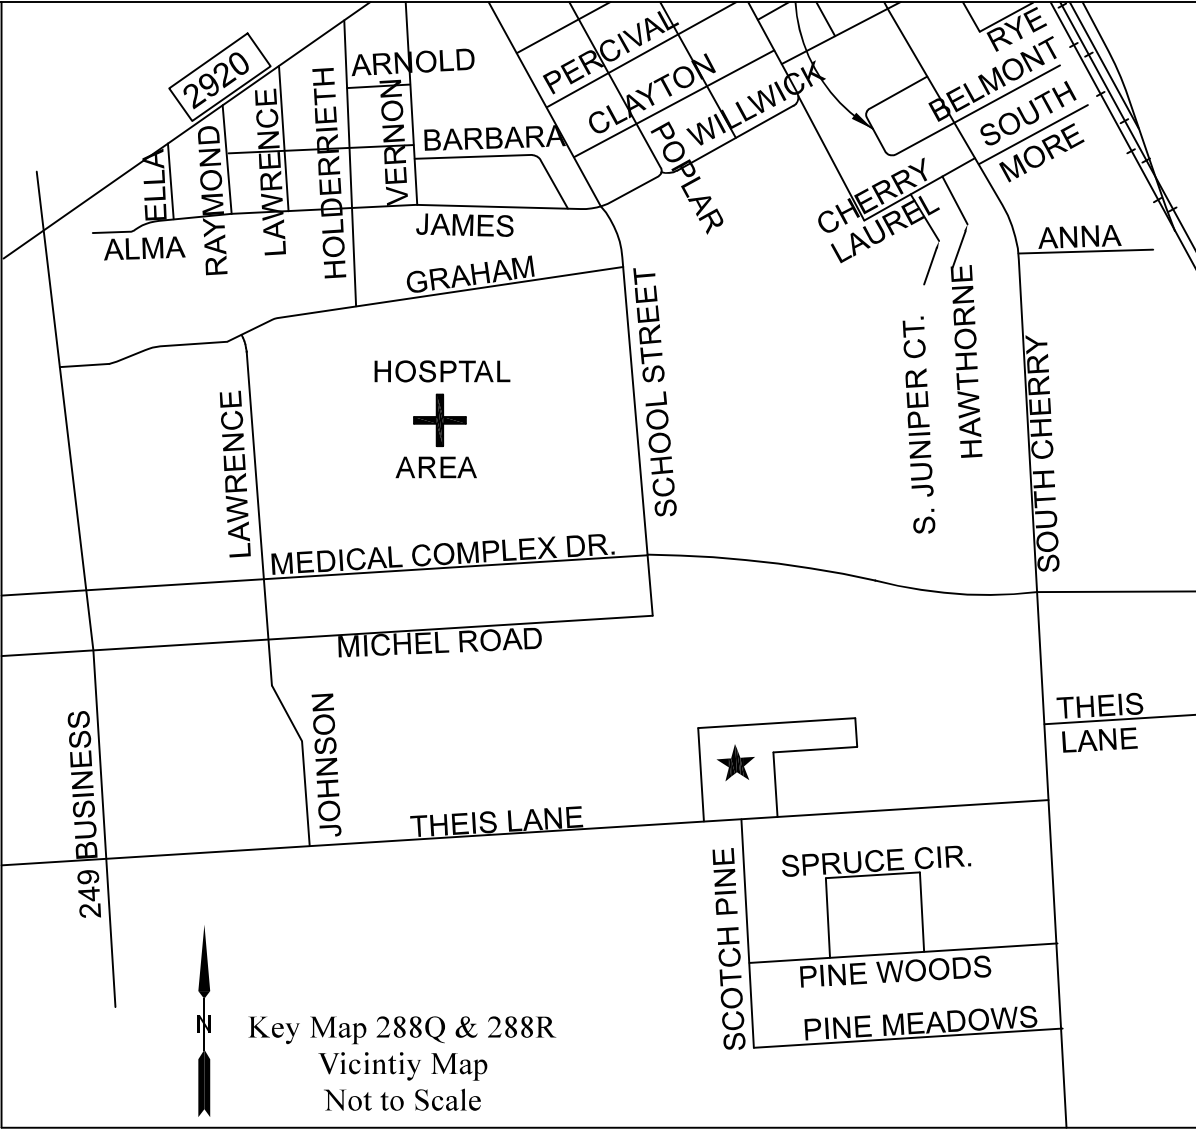 2920
ARNOLD
PERCIVAL
RYE
CLAYTON
BELMONT
WILLWICK
SOUTH
MORE
ELLA
RAYMOND
LAWRENCE
HOLDERRIETH
VERNON
BARBARA
POPLAR
CHERRY
LAUREL
ALMA
JAMES
ANNA
GRAHAM
SCHOOL STREET
S. JUNIPER CT.
HAWTHORNE
SOUTH CHERRY
HOSPTAL
AREA
LAWRENCE
MEDICAL COMPLEX DR.
MICHEL ROAD
249 BUSINESS
JOHNSON
THEIS
LANE
THEIS LANE
SPRUCE CIR.
SCOTCH PINE
PINE WOODS
PINE MEADOWS
N
Key Map 288Q & 288R
Vicintiy Map
Not to Scale